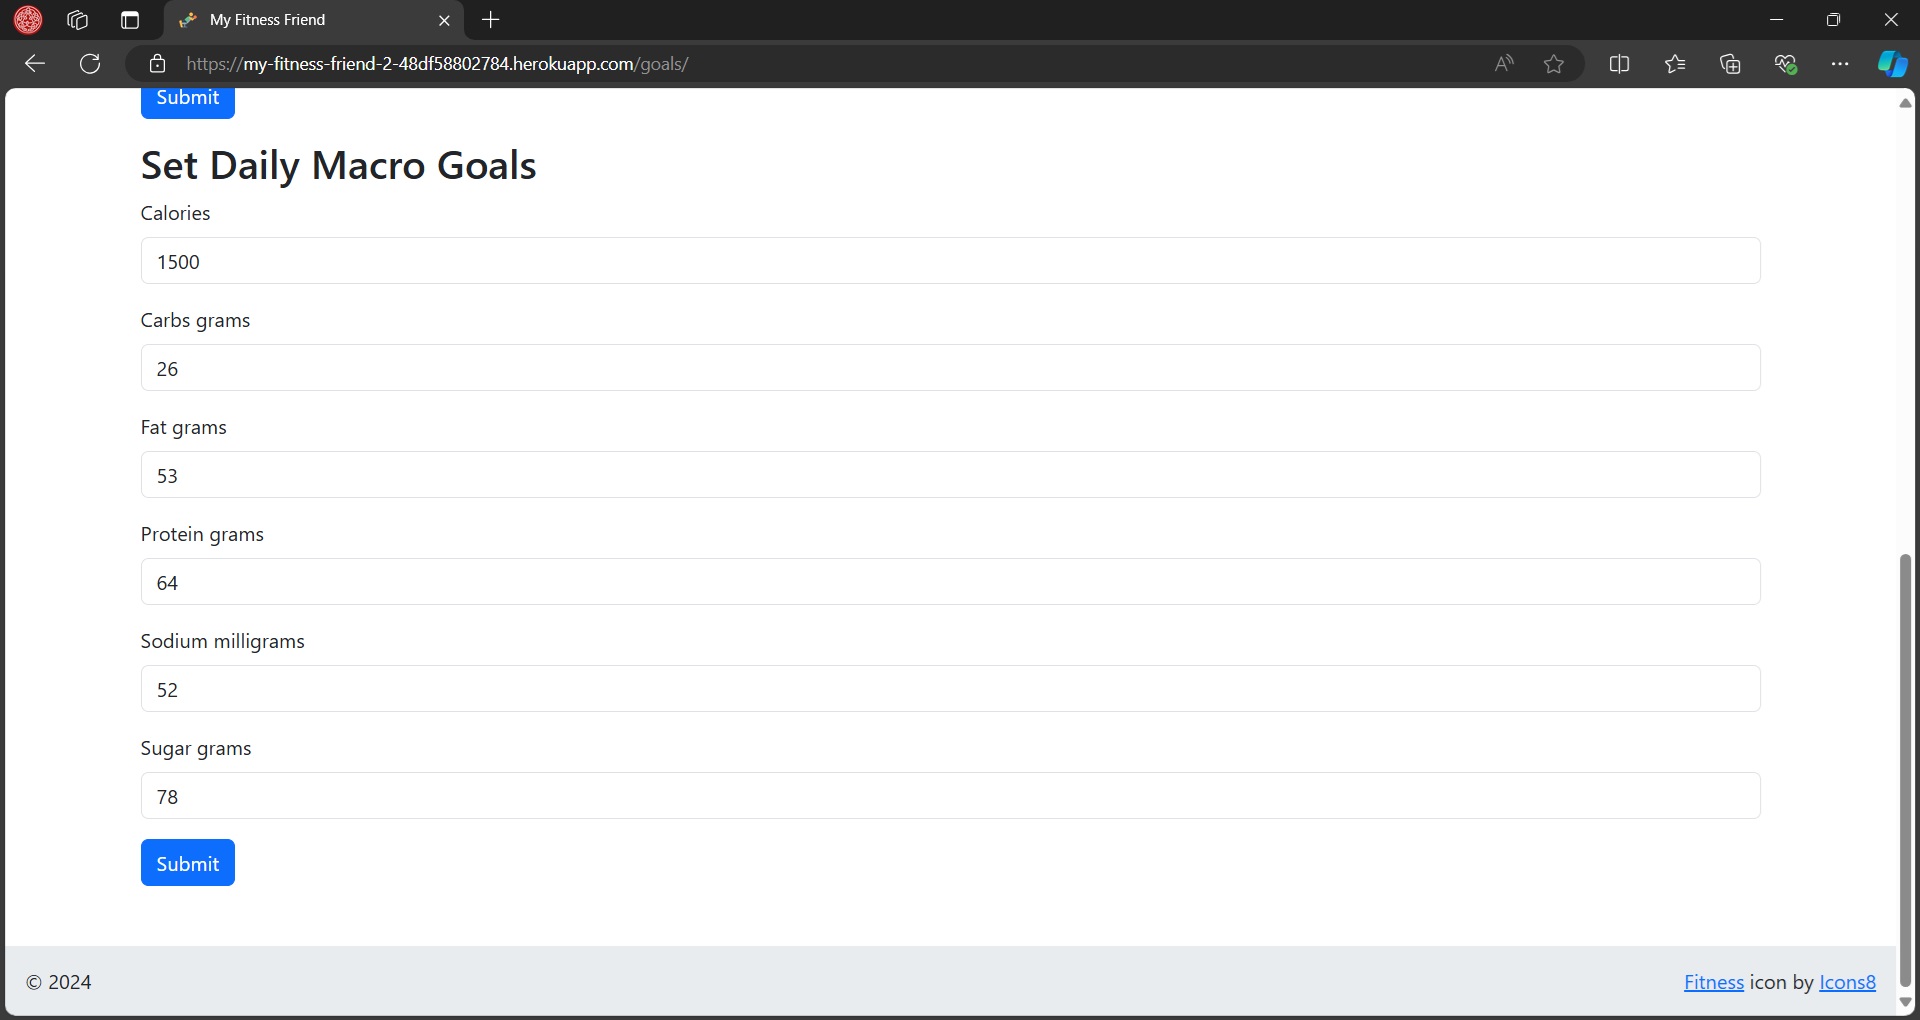 My Fitness Friend
https://my-fitness-friend-2-48df58802784.herokuapp.com/goals/
Submit
Set Daily Macro Goals
Calories
1500
Carbs grams
26
Fat grams
53
Protein grams
64
Sodium milligrams
52
Sugar grams
78
Submit
© 2024
Fitness icon by Icons8